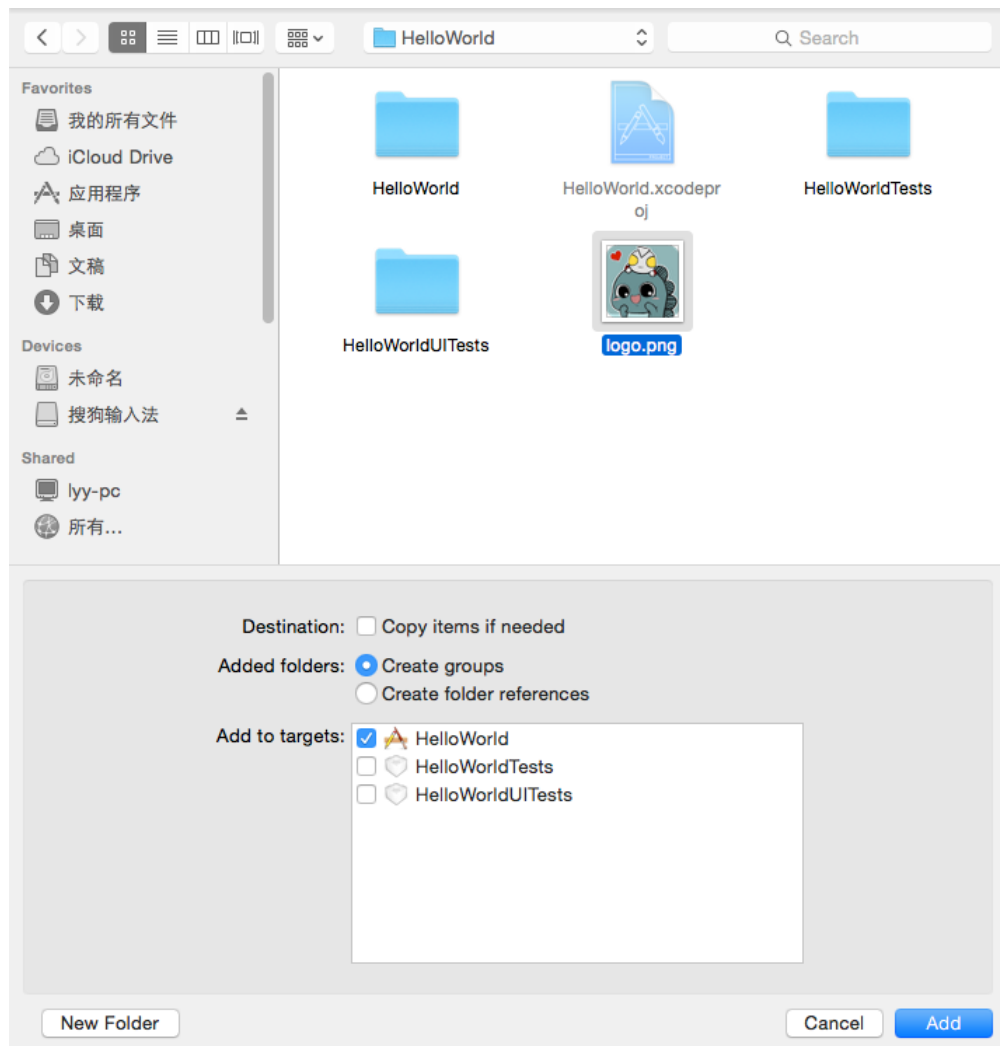 HelloWorld
Search
Favorites
我的所有文件
iCloud Drive
应用程序
桌面
文稿
下载
Devices
未命名
搜狗输入法
Shared
lyy-pc
所有...
HelloWorld
HelloWorld.xcodepr
oj
HelloWorldTests
HelloWorldUITests
logo.png
Destination: Copy items if needed
Added folders: Create groups
Create folder references
Add to targets: HelloWorld
HelloWorldTests
HelloWorldUITests
New Folder
Cancel
Add